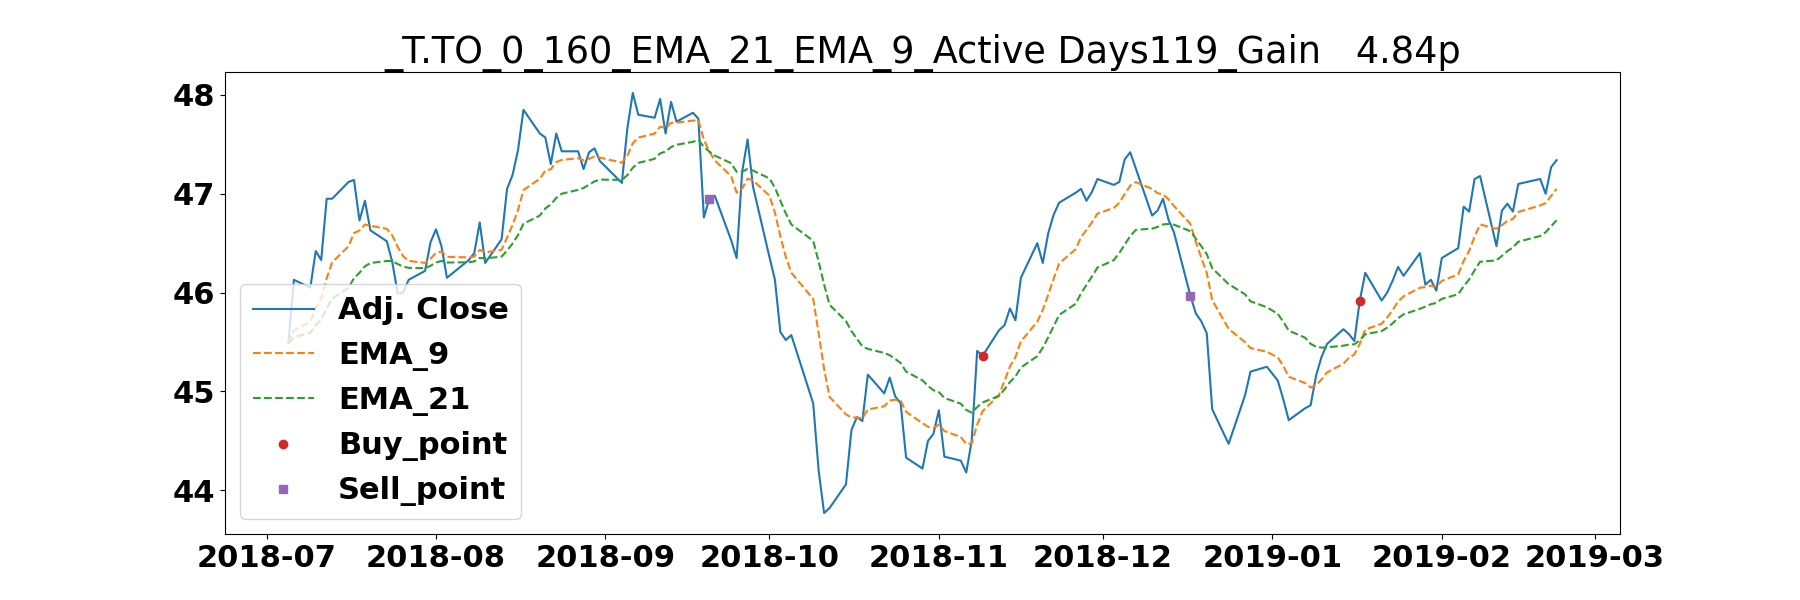 _T.TO_0_160_EMA_21_EMA_9_Active Days119_Gain   4.84p
48
47
46
45
44
Adj. Close
EMA_9
EMA_21
Buy_point
Sell_point
2018-07 2018-08 2018-09 2018-10 2018-11 2018-12 2019-01 2019-02 2019-03